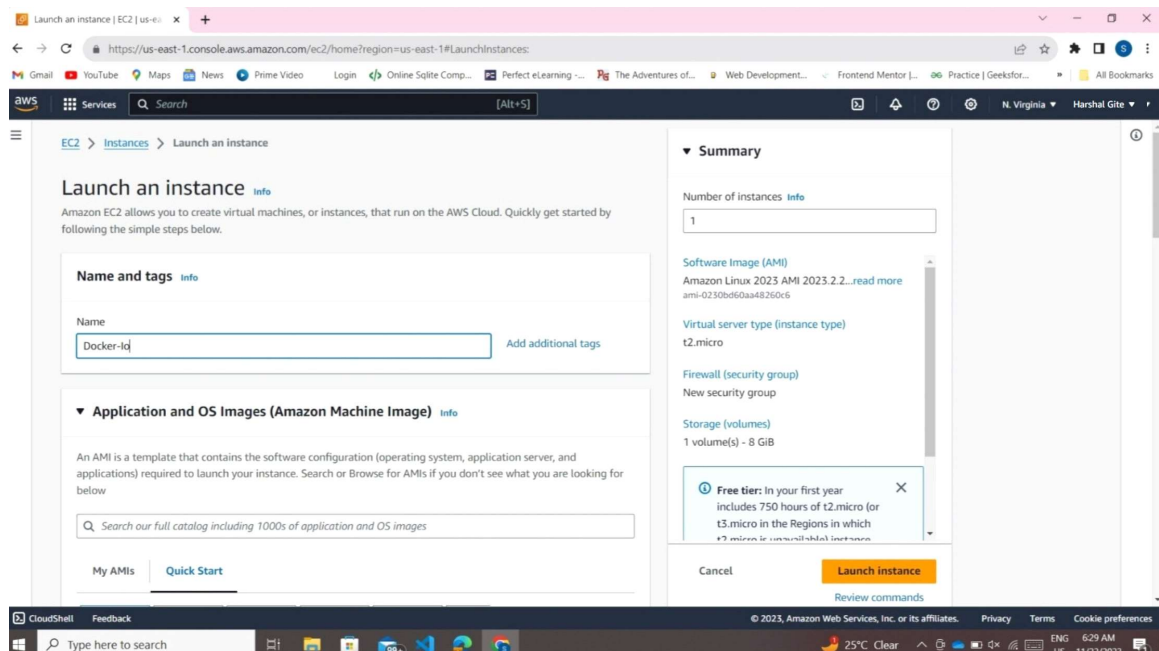 Launch an instance | EC2 | us-ea
https://us-east-1.console.aws.amazon.com/ec2/home?region=us-east-1#LaunchInstances:
Gmail YouTube Maps News Prime Video Login Online Sqlite Comp... Perfect eLearning -... The Adventures of... Web Development... Frontend Mentor |... Practice | Geeksfor... » All Bookmarks
aws Services Search [Alt+S] N. Virginia Harshal Gite
EC2 > Instances > Launch an instance
Launch an instance Info
Amazon EC2 allows you to create virtual machines, or instances, that run on the AWS Cloud. Quickly get started by
following the simple steps below.
Name and tags Info
Name
Docker-Io
Add additional tags
Application and OS Images (Amazon Machine Image) Info
An AMI is a template that contains the software configuration (operating system, application server, and
applications) required to launch your instance. Search or Browse for AMIs if you don't see what you are looking for
below
Search our full catalog including 1000s of application and OS images
My AMIs Quick Start
Summary
Number of instances Info
1
Software Image (AMI)
Amazon Linux 2023 AMI 2023.2.2...read more
ami-0230bd60aa48260c6
Virtual server type (instance type)
t2.micro
Firewall (security group)
New security group
Storage (volumes)
1 volume(s) - 8 GiB
Free tier: In your first year
includes 750 hours of t2.micro (or
t3.micro in the Regions in which
t2.micro is unavailable) instance
Cancel Launch instance
Review commands
CloudShell Feedback © 2023, Amazon Web Services, Inc. or its affiliates. Privacy Terms Cookie preferences
Type here to search 25°C Clear ENG 6:29 AM